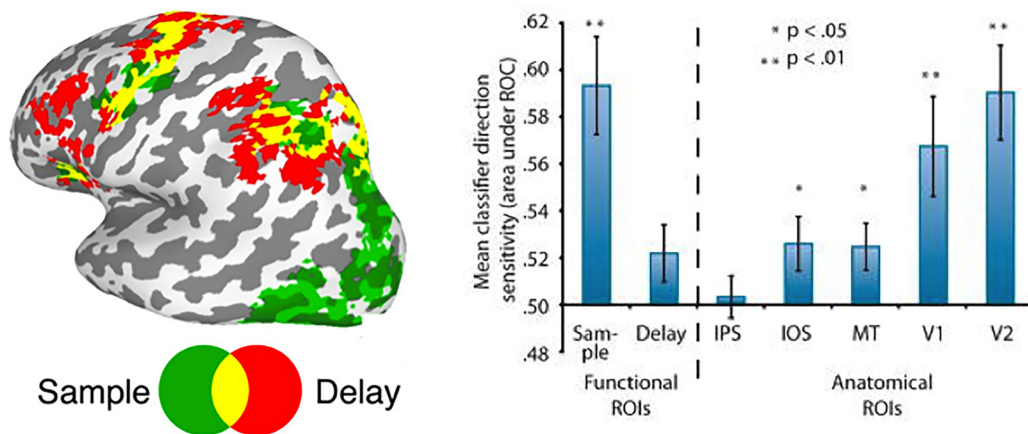 Sample
Delay
Mean classifier direction
sensitivity (area under ROC)
.62
.60
.58
.56
.54
.52
.50
.48
* p < .05
** p < .01
**
*
*
**
**
Sam-
ple
Delay
IPS
IOS
MT
V1
V2
Functional
ROIs
Anatomical
ROIs